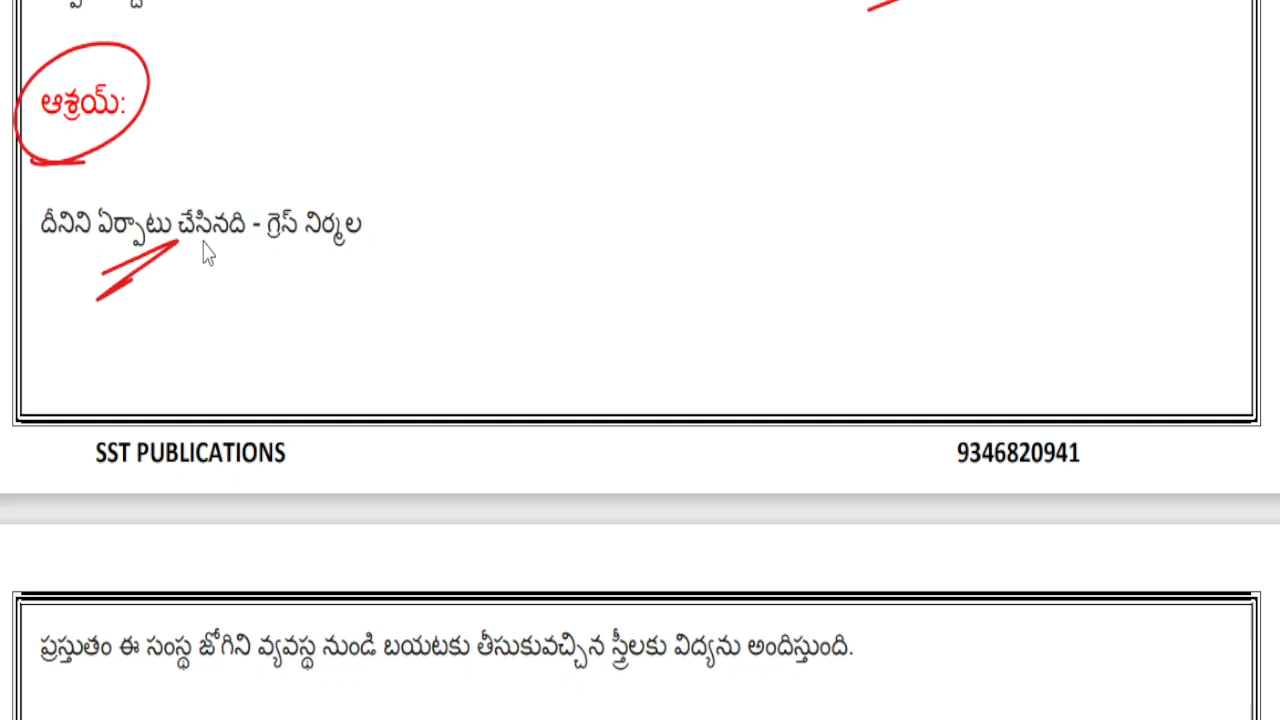 ఆశ్రయ్:
దీనిని ఏర్పాటు చేసినది - గ్రెస్ నిర్మల
SST PUBLICATIONS 9346820941
ప్రస్తుతం ఈ సంస్థ జోగిని వ్యవస్థ నుండి బయటకు తీసుకువచ్చిన స్త్రీలకు విద్యను అందిస్తుంది.